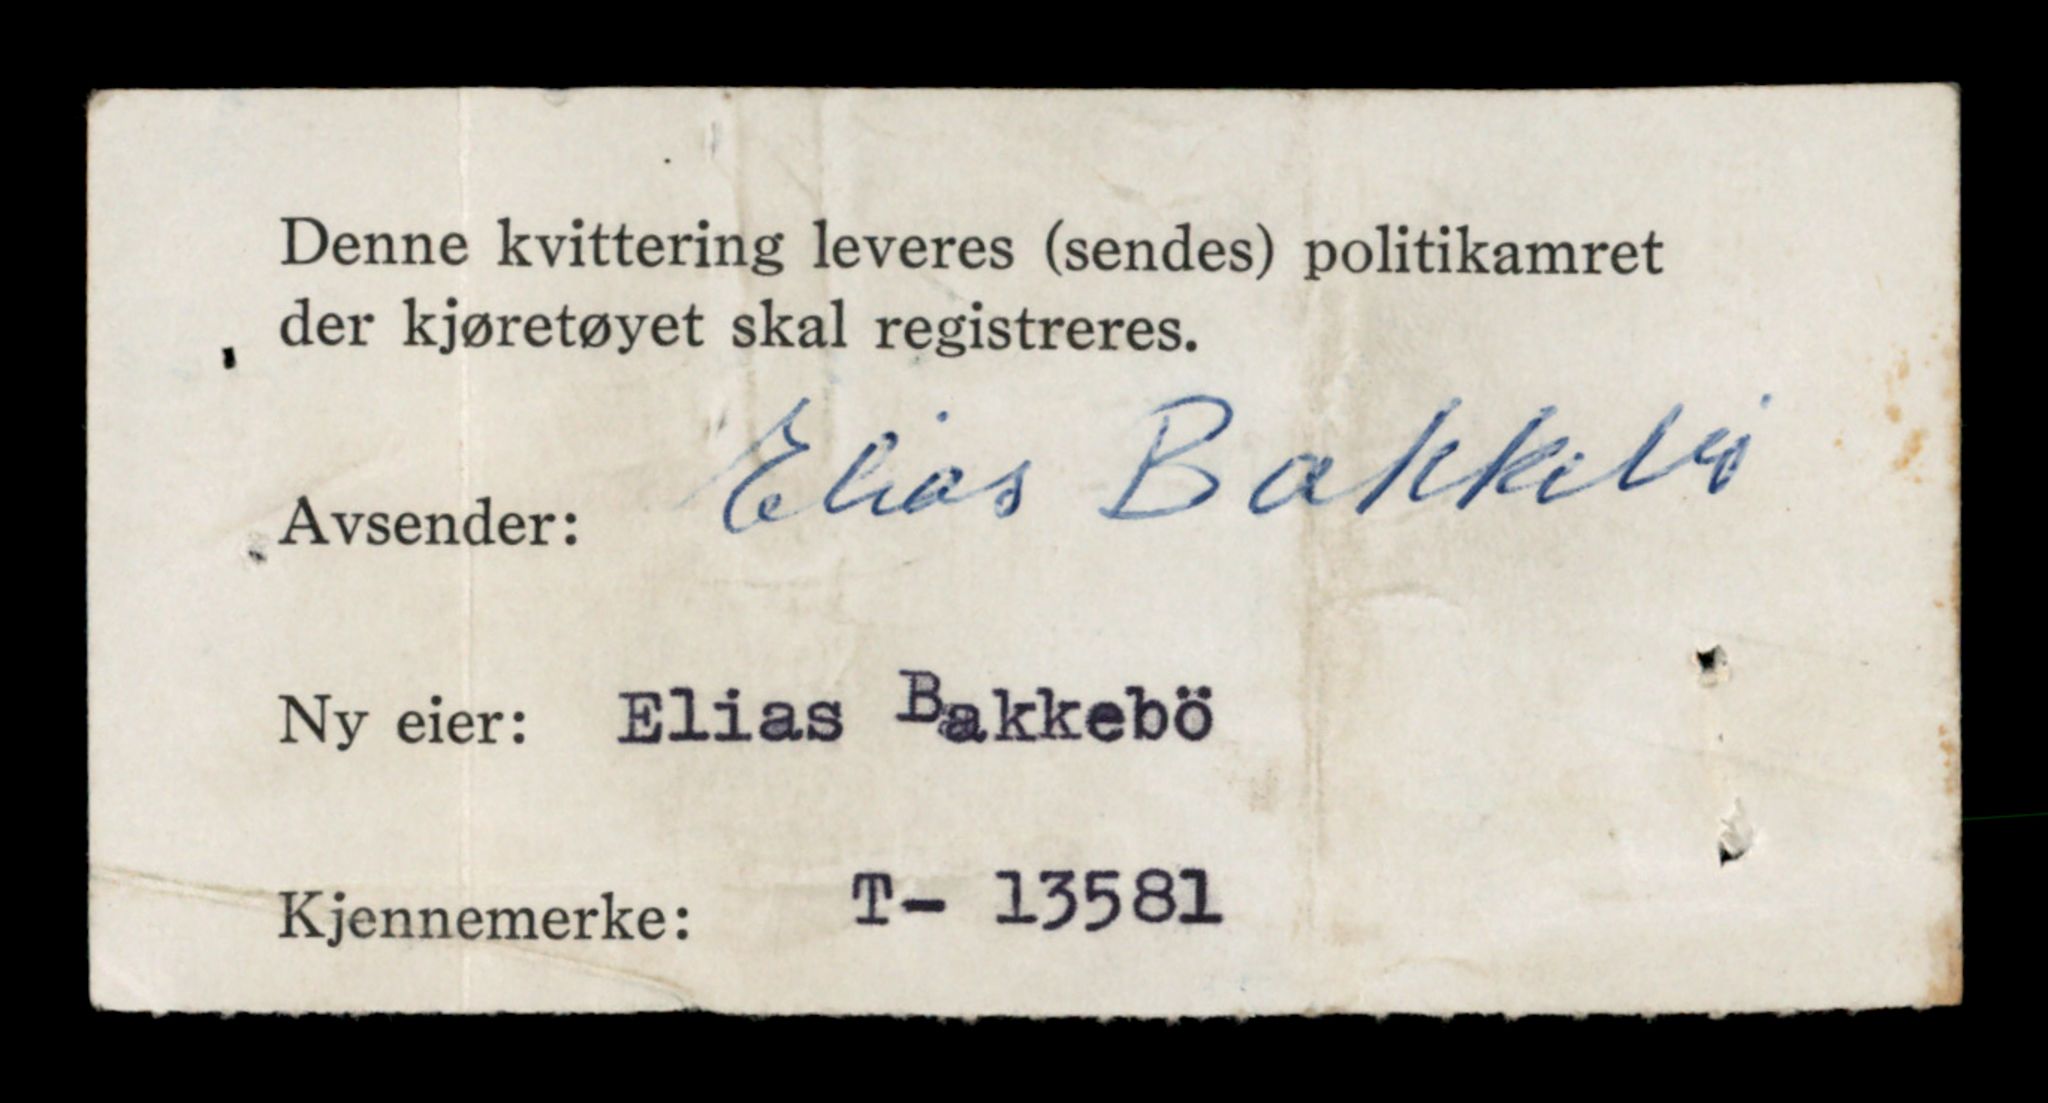 Denne kvittering leveres (sendes) politikamret
der kjøretøyet skal registreres.
Avsender: Elias Bakkebø
Ny eier: Elias Bakkebö
Kjennemerke: T- 13581